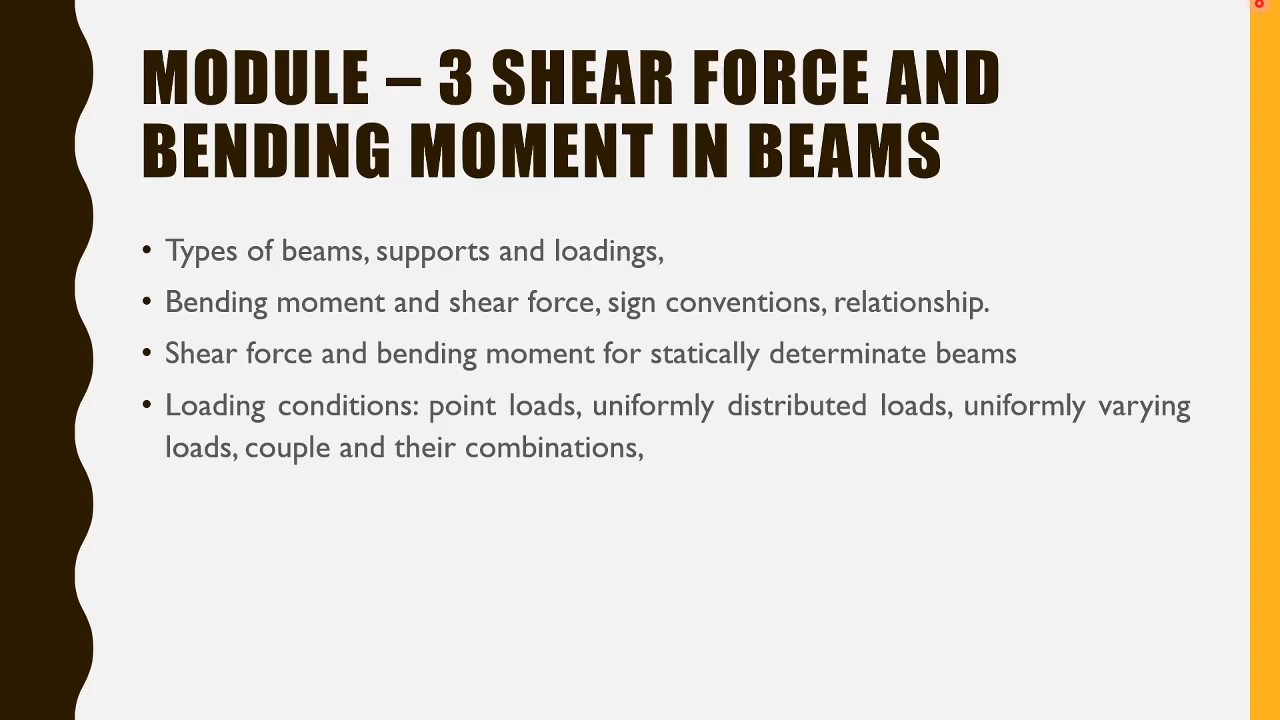 MODULE – 3 SHEAR FORCE AND
BENDING MOMENT IN BEAMS
• Types of beams, supports and loadings,
• Bending moment and shear force, sign conventions, relationship.
• Shear force and bending moment for statically determinate beams
• Loading conditions: point loads, uniformly distributed loads, uniformly varying
loads, couple and their combinations,